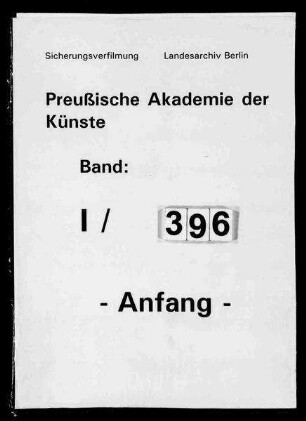 Sicherungsverfilmung Landesarchiv Berlin
Preußische Akademie der
Künste
Band:
I / 396
- Anfang -